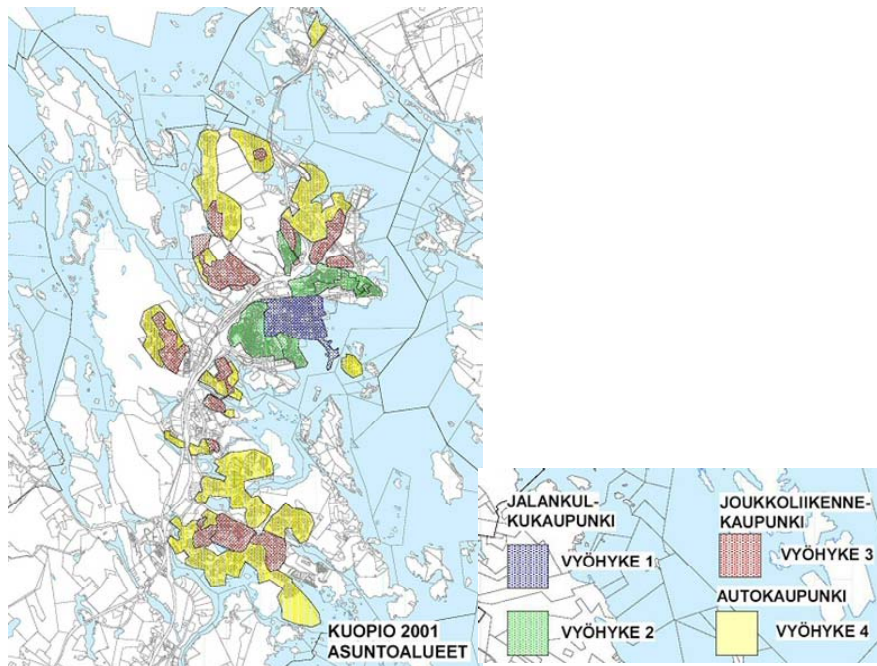 KUOPIO 2001
ASUNTOALUEET
JALANKUL-
KUKAUPUNKI
VYÖHYKE 1
VYÖHYKE 2
JOUKKOLIIKENNE-
KAUPUNKI
VYÖHYKE 3
AUTOKAUPUNKI
VYÖHYKE 4